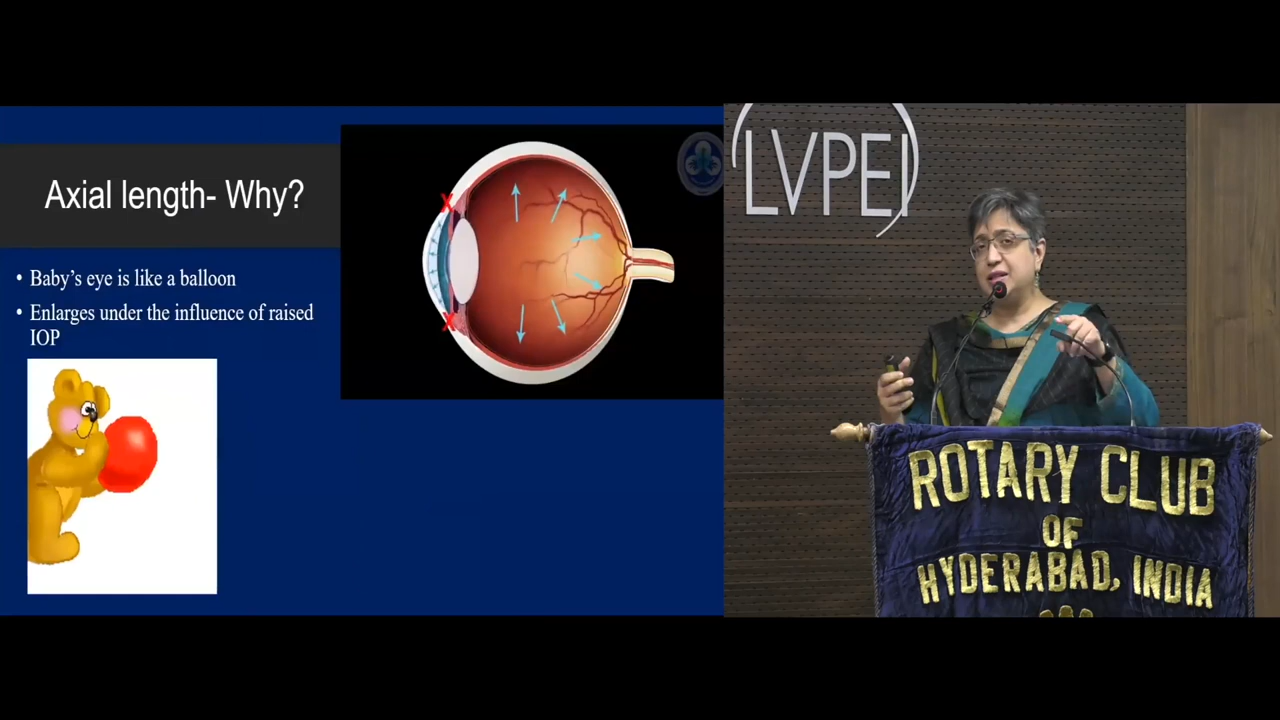 Axial length- Why?
• Baby's eye is like a balloon
• Enlarges under the influence of raised
IOP
X
X
LVPEI
ROTARY CLUB
OF
HYDERABAD, INDIA